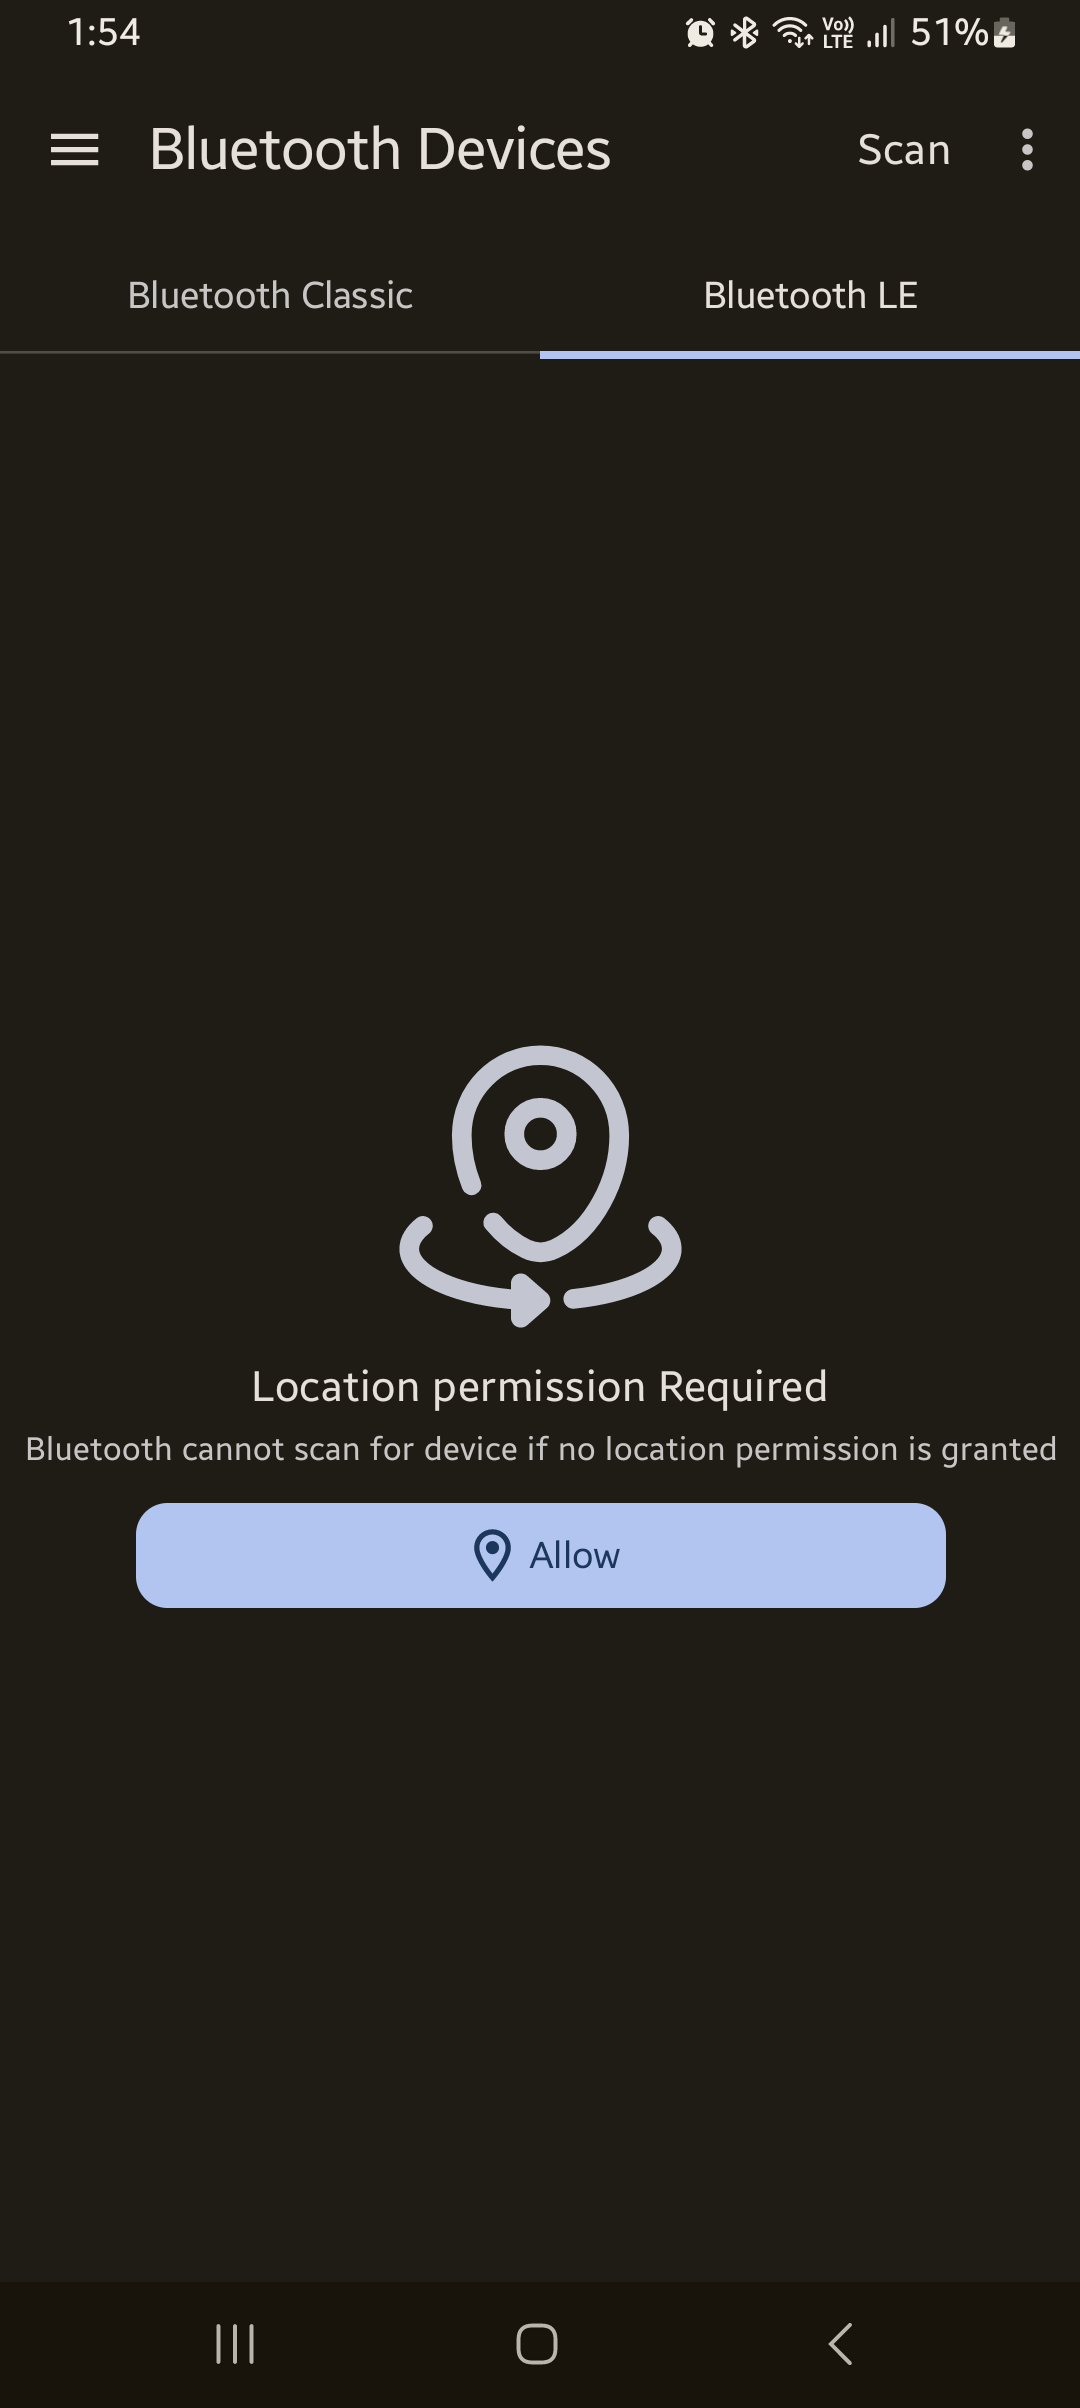 1:54
Vo)) LTE 51%
Bluetooth Devices
Scan
Bluetooth Classic
Bluetooth LE
Location permission Required
Bluetooth cannot scan for device if no location permission is granted
Allow